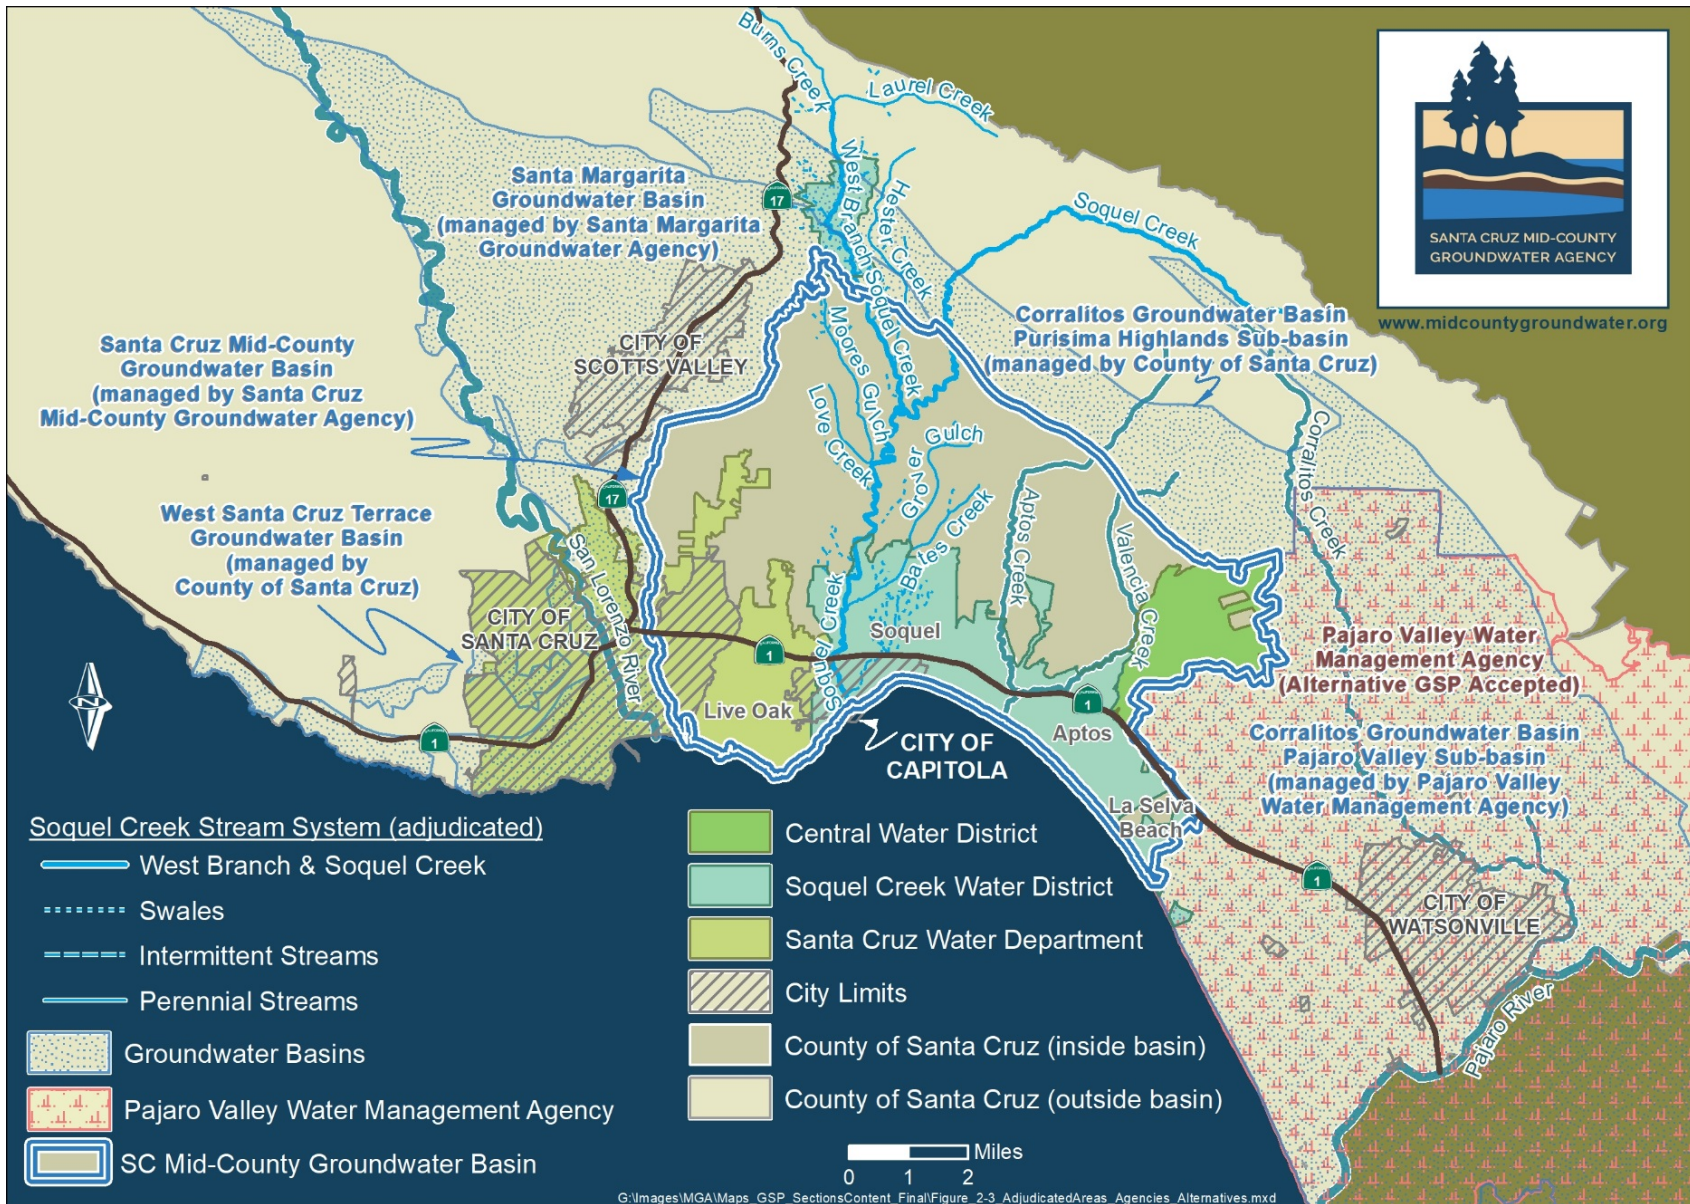 Burns Creek
Laurel Creek
West Branch Soquel Creek
Hester Creek
Soquel Creek
Santa Margarita
Groundwater Basin
(managed by Santa Margarita
Groundwater Agency)
CALIFORNIA
17
SANTA CRUZ MID-COUNTY
GROUNDWATER AGENCY
www.midcountygroundwater.org
Corralitos Groundwater Basin
Purisima Highlands Sub-basin
(managed by County of Santa Cruz)
CITY OF
SCOTTS VALLEY
Santa Cruz Mid-County
Groundwater Basin
(managed by Santa Cruz
Mid-County Groundwater Agency)
Moores Gulch
Love Creek
Grover Gulch
Bates Creek
Aptos Creek
Valencia Creek
Corralitos Creek
CALIFORNIA
17
West Santa Cruz Terrace
Groundwater Basin
(managed by
County of Santa Cruz)
San Lorenzo River
CITY OF
SANTA CRUZ
Soquel Creek
Soquel
CALIFORNIA
1
Live Oak
CITY OF
CAPITOLA
CALIFORNIA
1
Aptos
La Selva
Beach
Pajaro Valley Water
Management Agency
(Alternative GSP Accepted)
Corralitos Groundwater Basin
Pajaro Valley Sub-basin
(managed by Pajaro Valley
Water Management Agency)
CALIFORNIA
1
CALIFORNIA
1
CITY OF
WATSONVILLE
Pajaro River
N
Soquel Creek Stream System (adjudicated)
West Branch & Soquel Creek
Swales
Intermittent Streams
Perennial Streams
Groundwater Basins
Pajaro Valley Water Management Agency
SC Mid-County Groundwater Basin
Central Water District
Soquel Creek Water District
Santa Cruz Water Department
City Limits
County of Santa Cruz (inside basin)
County of Santa Cruz (outside basin)
Miles
0 1 2
G:\Images\MGA\Maps_GSP_SectionsContent_Final\Figure_2-3_AdjudicatedAreas_Agencies_Alternatives.mxd